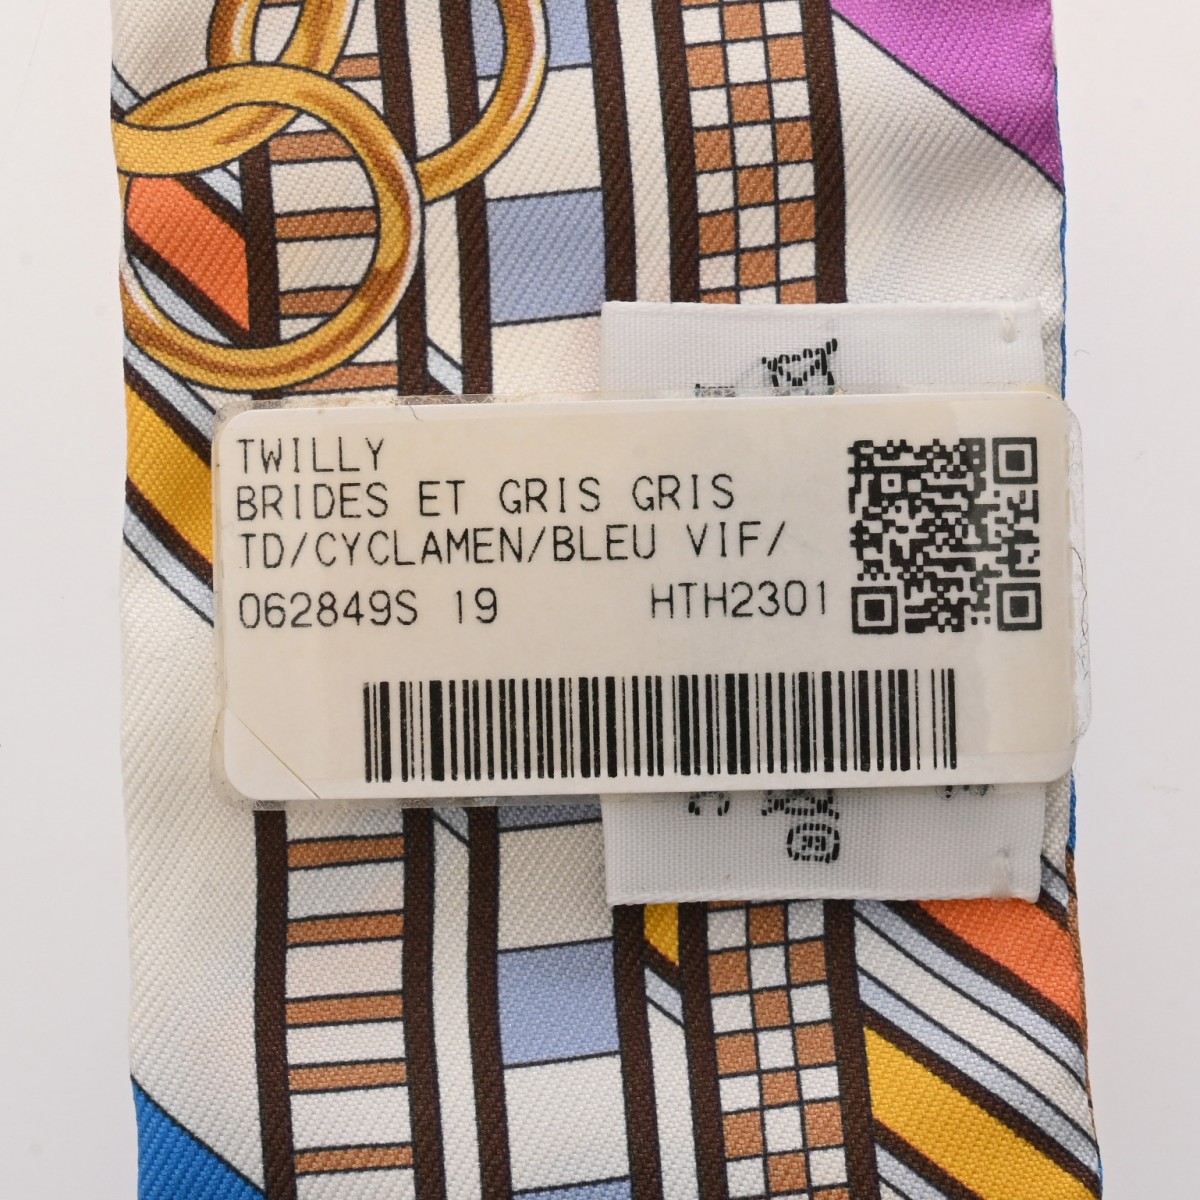 TWILLY
BRIDES ET GRIS GRIS
TD/CYCLAMEN/BLEU VIF/
062849S 19 HTH2301